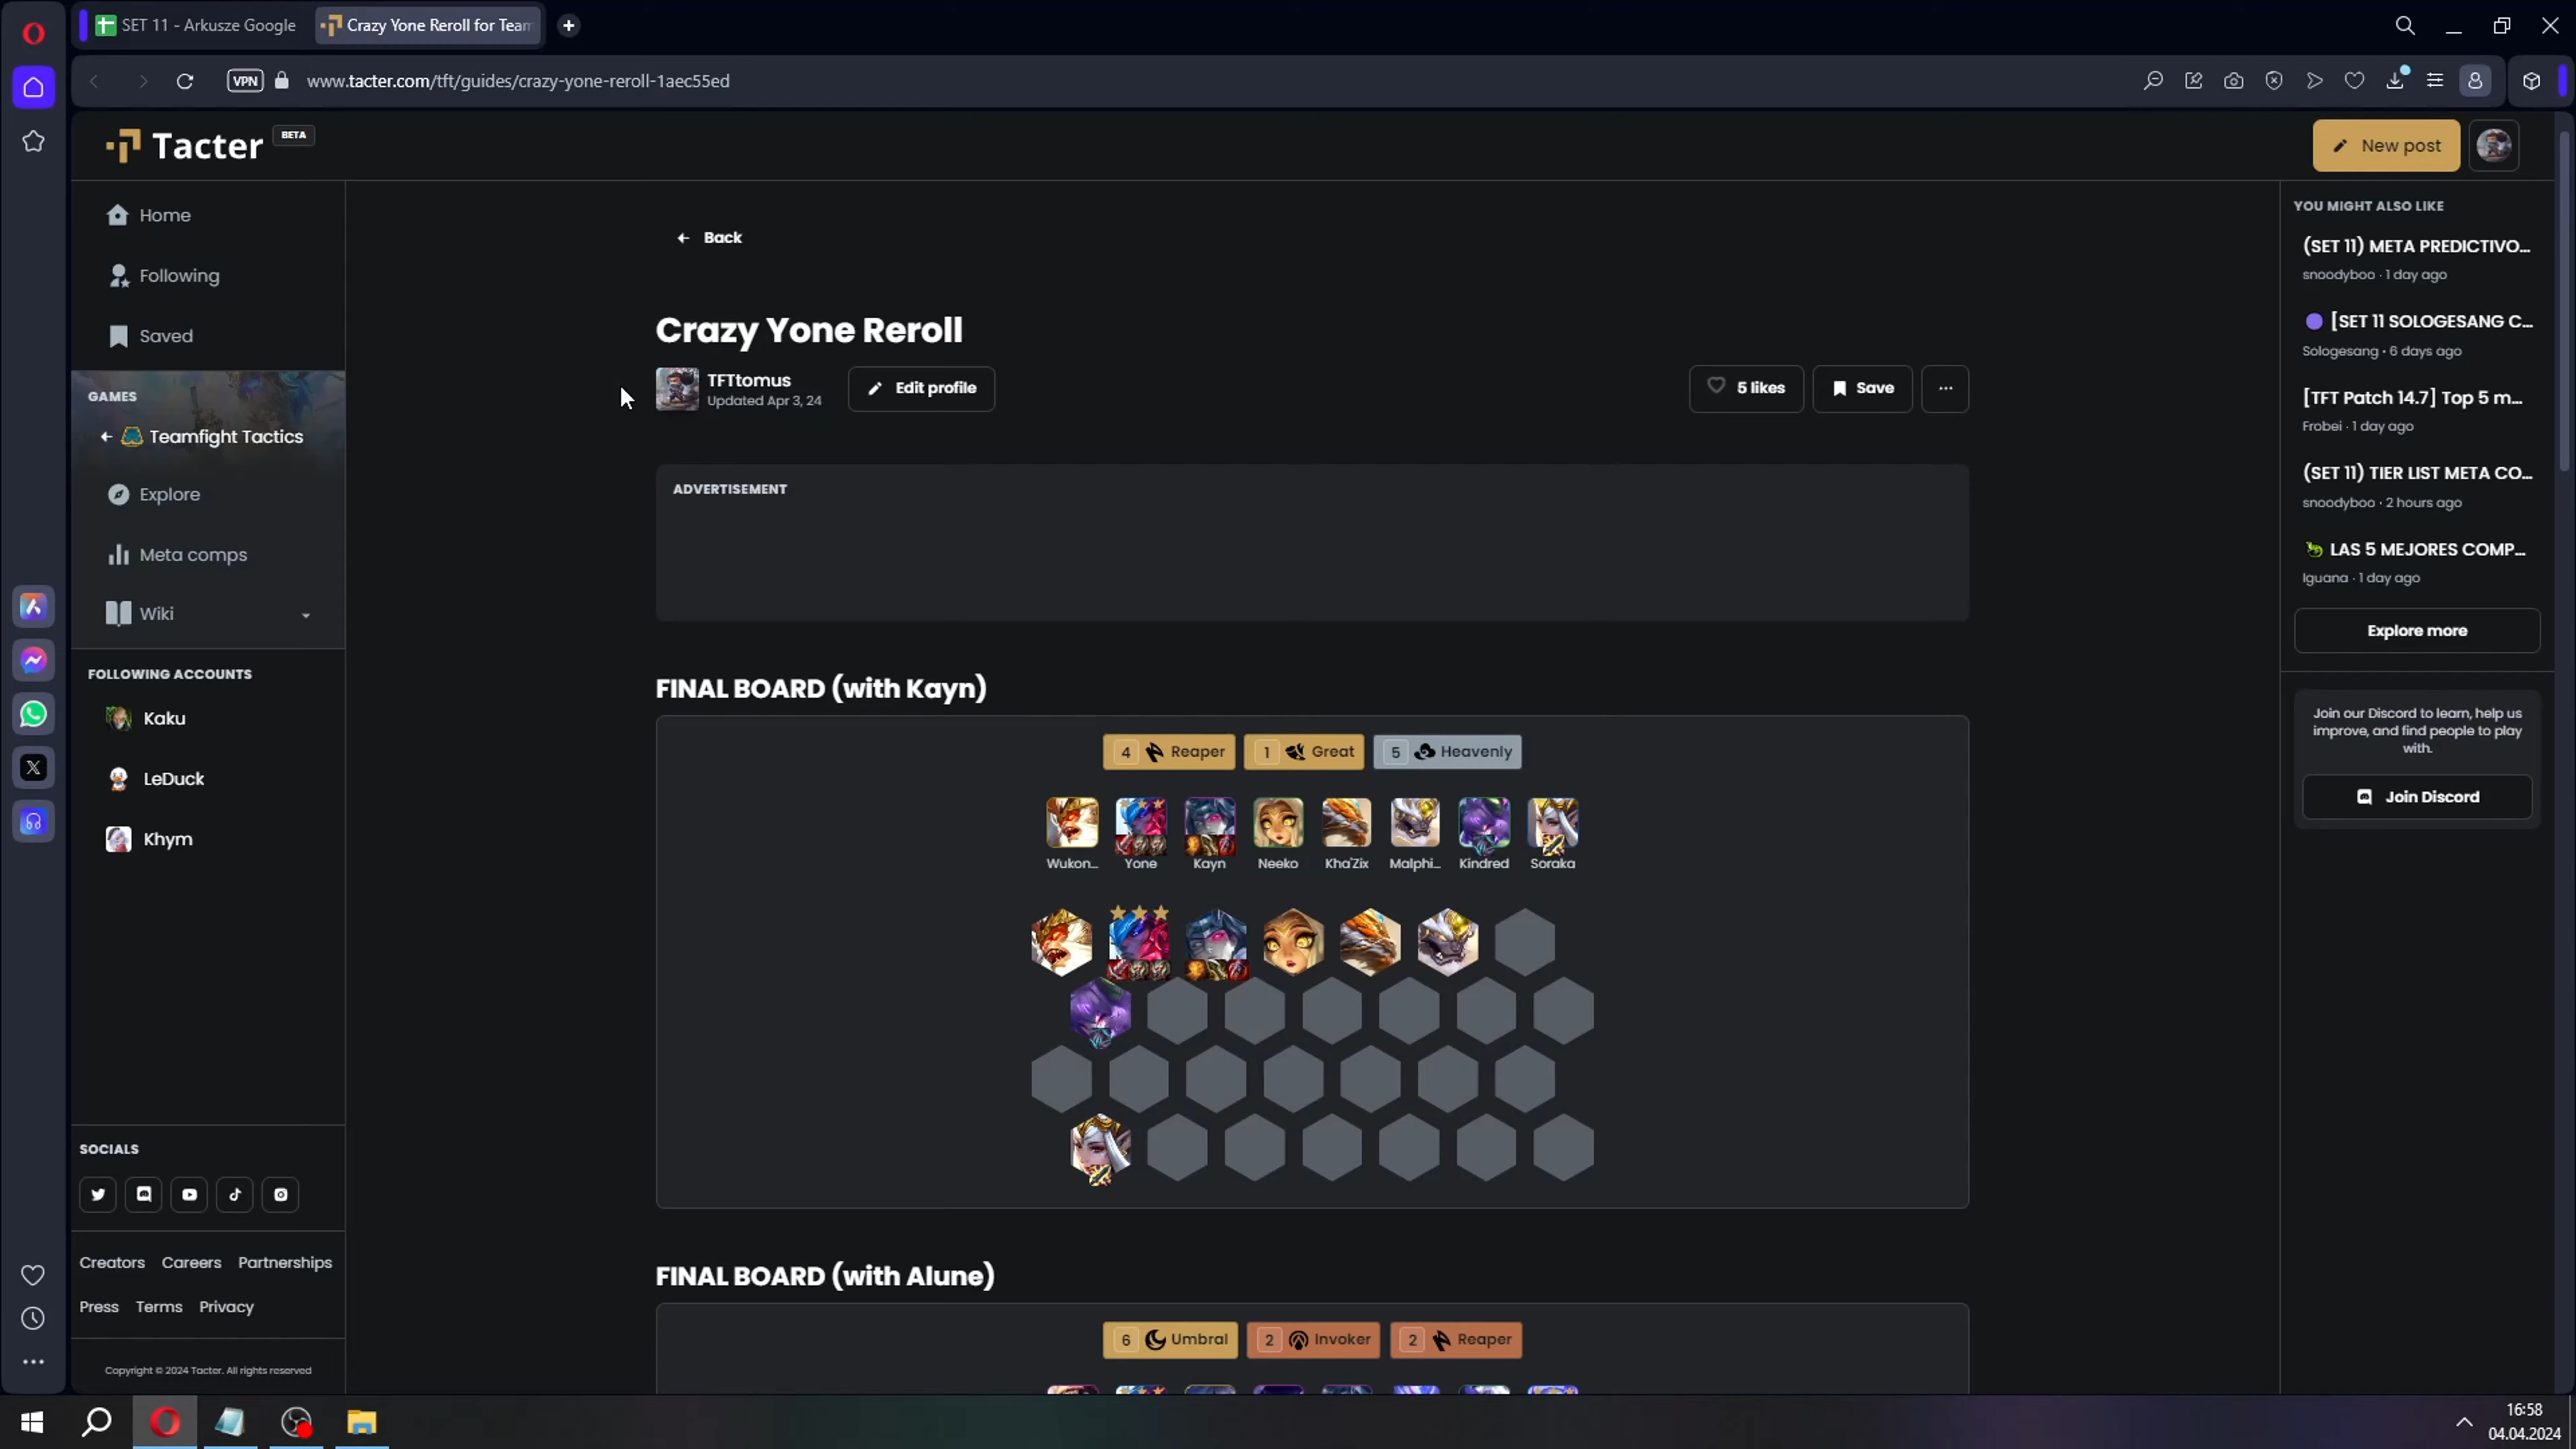 SET 11 - Arkusze Google
Crazy Yone Reroll for Team
VPN
www.tacter.com/tft/guides/crazy-yone-reroll-1aec55ed
Tacter
BETA
New post
Home
Following
Saved
GAMES
Teamfight Tactics
Explore
Meta comps
Wiki
FOLLOWING ACCOUNTS
Kaku
LeDuck
Khym
SOCIALS
Creators Careers Partnerships
Press Terms Privacy
Copyright © 2024 Tacter. All rights reserved
Back
Crazy Yone Reroll
TFTtomus
Updated Apr 3, 24
Edit profile
5 likes
Save
ADVERTISEMENT
FINAL BOARD (with Kayn)
4 Reaper 1 Great 5 Heavenly
Wukon... Yone Kayn Neeko Kha'Zix Malphi... Kindred Soraka
FINAL BOARD (with Alune)
6 Umbral 2 Invoker 2 Reaper
YOU MIGHT ALSO LIKE
(SET 11) META PREDICTIVO...
snoodyboo · 1 day ago
[SET 11 SOLOGESANG C...
Sologesang · 6 days ago
[TFT Patch 14.7] Top 5 m...
Frobei · 1 day ago
(SET 11) TIER LIST META CO...
snoodyboo · 2 hours ago
LAS 5 MEJORES COMP...
Iguana · 1 day ago
Explore more
Join our Discord to learn, help us
improve, and find people to play
with.
Join Discord
16:58
04.04.2024